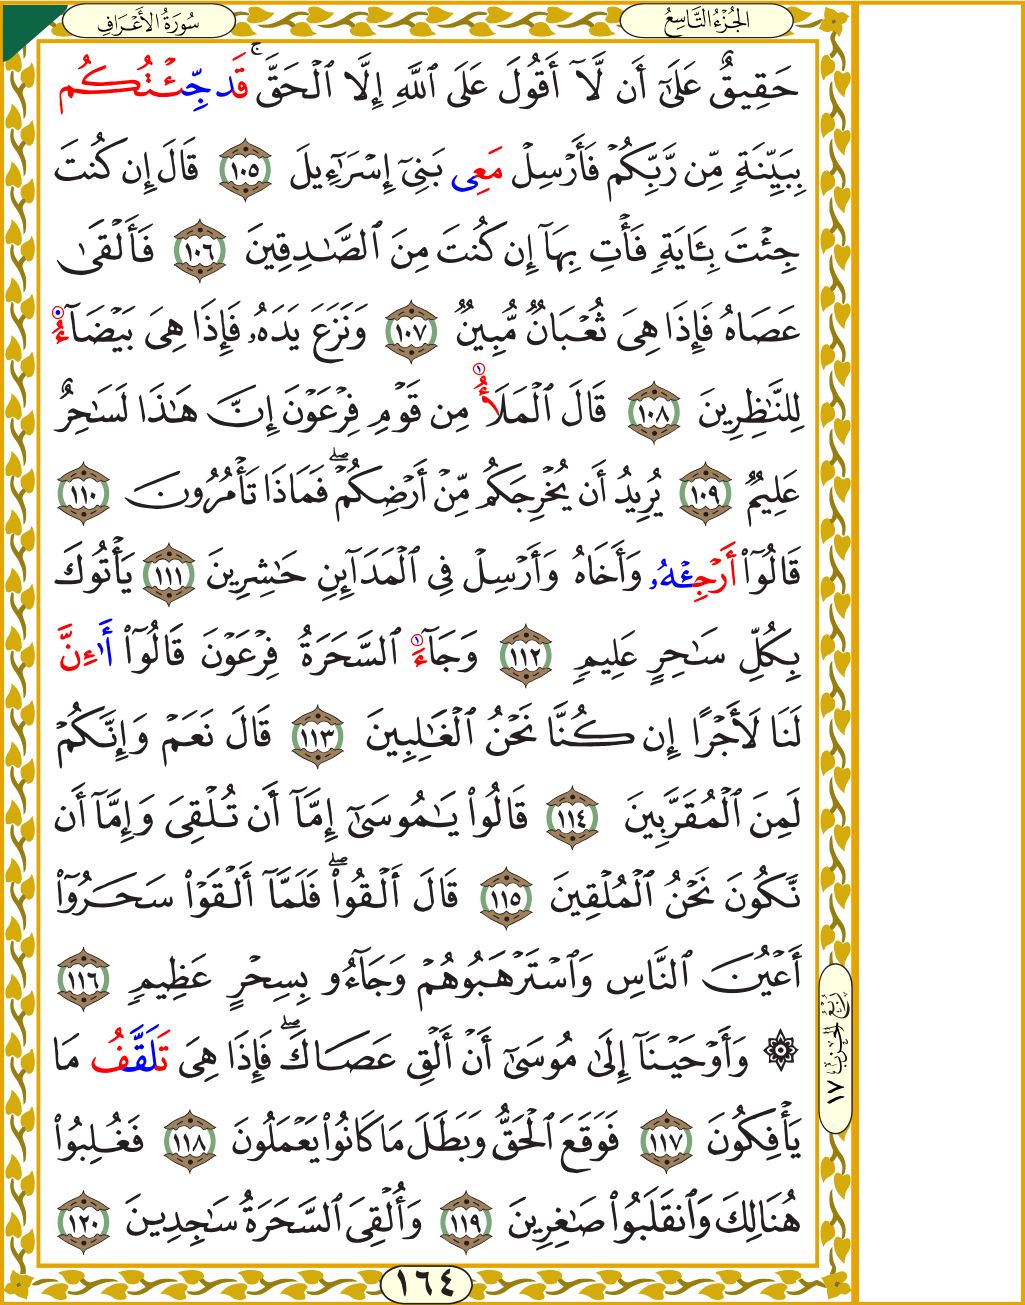 سُورَةُ الأَعْرَافِ
الجُزْءُ التَّاسِعُ
حَقِيقٌ عَلَىٰٓ أَن لَّآ أَقُولَ عَلَى ٱللَّهِ إِلَّا ٱلْحَقَّۚ قَد جِّئْتُكُم
بِبَيِّنَةٍ مِّن رَّبِّكُمْ فَأَرْسِلْ مَعِى بَنِىٓ إِسْرَٰٓءِيلَ ١٠٥ قَالَ إِن كُنتَ
جِئْتَ بِـَٔايَةٍ فَأْتِ بِهَآ إِن كُنتَ مِنَ ٱلصَّـٰدِقِينَ ١٠٦ فَأَلْقَىٰ
عَصَاهُ فَإِذَا هِىَ ثُعْبَانٌ مُّبِينٌ ١٠٧ وَنَزَعَ يَدَهُۥ فَإِذَا هِىَ بَيْضَآءُ
لِلنَّـٰظِرِينَ ١٠٨ قَالَ ٱلْمَلَأُ ١ مِن قَوْمِ فِرْعَوْنَ إِنَّ هَـٰذَا لَسَـٰحِرٌ
عَلِيمٌ ١٠٩ يُرِيدُ أَن يُخْرِجَكُم مِّنْ أَرْضِكُمْۖ فَمَاذَا تَأْمُرُونَ ١١٠
قَالُوٓا۟ أَرْجِئْهُۥ وَأَخَاهُ وَأَرْسِلْ فِى ٱلْمَدَآئِنِ حَـٰشِرِينَ ١١١ يَأْتُوكَ
بِكُلِّ سَـٰحِرٍ عَلِيمٍ ١١٢ وَجَآءَ ١ ٱلسَّحَرَةُ فِرْعَوْنَ قَالُوٓا۟ أَءِنَّ
لَنَا لَأَجْرًا إِن كُنَّا نَحْنُ ٱلْغَـٰلِبِينَ ١١٣ قَالَ نَعَمْ وَإِنَّكُمْ
لَمِنَ ٱلْمُقَرَّبِينَ ١١٤ قَالُوا۟ يَـٰمُوسَىٰٓ إِمَّآ أَن تُلْقِىَ وَإِمَّآ أَن
نَّكُونَ نَحْنُ ٱلْمُلْقِينَ ١١٥ قَالَ أَلْقُوا۟ۖ فَلَمَّآ أَلْقَوْا۟ سَحَرُوٓا۟
أَعْيُنَ ٱلنَّاسِ وَٱسْتَرْهَبُوهُمْ وَجَآءُو بِسِحْرٍ عَظِيمٍ ١١٦
۞ وَأَوْحَيْنَآ إِلَىٰ مُوسَىٰٓ أَنْ أَلْقِ عَصَاكَۖ فَإِذَا هِىَ تَلَقَّفُ مَا
يَأْفِكُونَ ١١٧ فَوَقَعَ ٱلْحَقُّ وَبَطَلَ مَا كَانُوا۟ يَعْمَلُونَ ١١٨ فَغُلِبُوا۟
هُنَالِكَ وَٱنقَلَبُوا۟ صَـٰغِرِينَ ١١٩ وَأُلْقِىَ ٱلسَّحَرَةُ سَـٰجِدِينَ ١٢٠
رُبْعُ الحِزْبِ ١٧
١٦٤